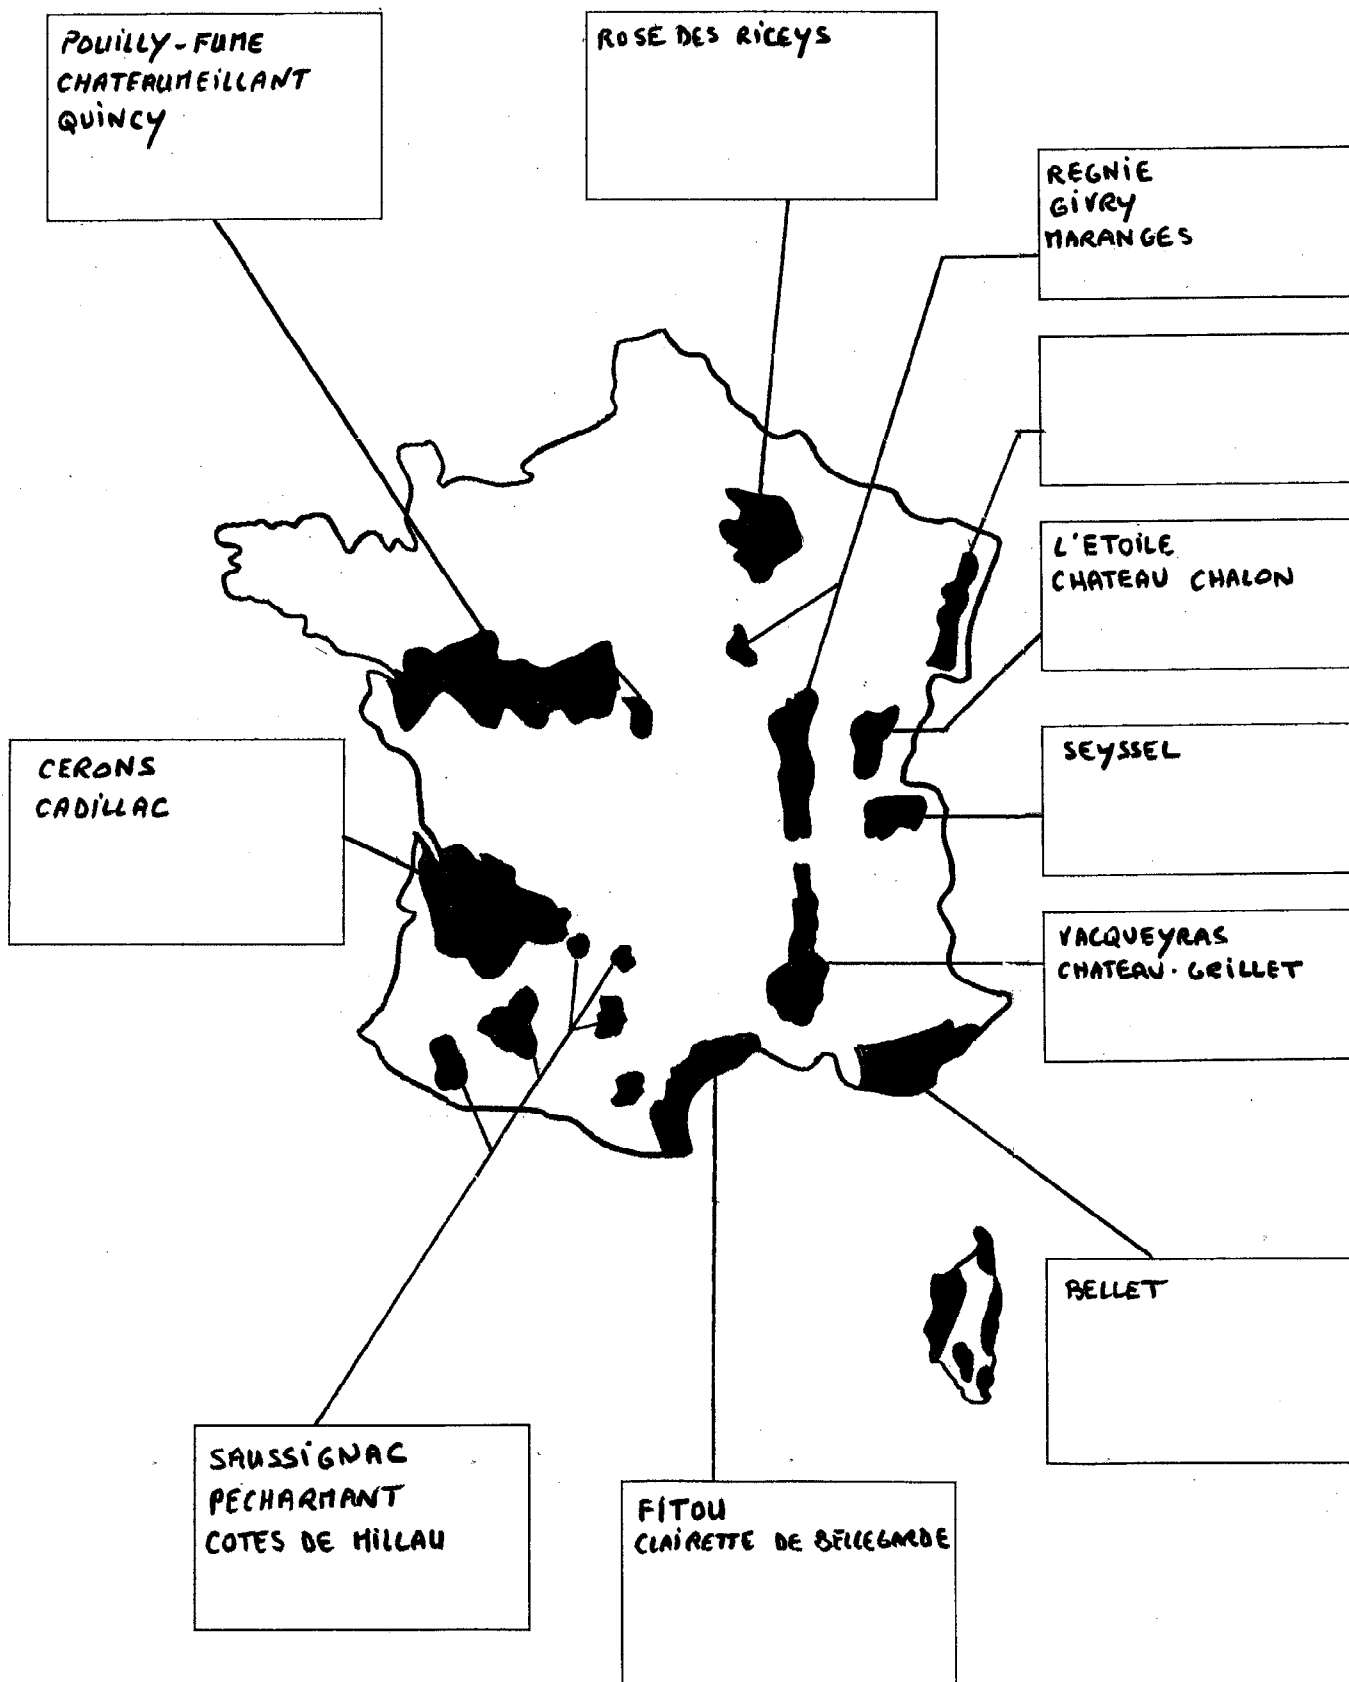 POUILLY-FUME
CHATEAUMEILLANT
QUINCY
ROSE DES RICEYS
REGNIE
GIVRY
MARANGES
L'ETOILE
CHATEAU CHALON
SEYSSEL
CERONS
CADILLAC
VACQUEYRAS
CHATEAU-GRILLET
BELLET
SAUSSIGNAC
PECHARMANT
COTES DE MILLAU
FITOU
CLAIRETTE DE BELLEGARDE